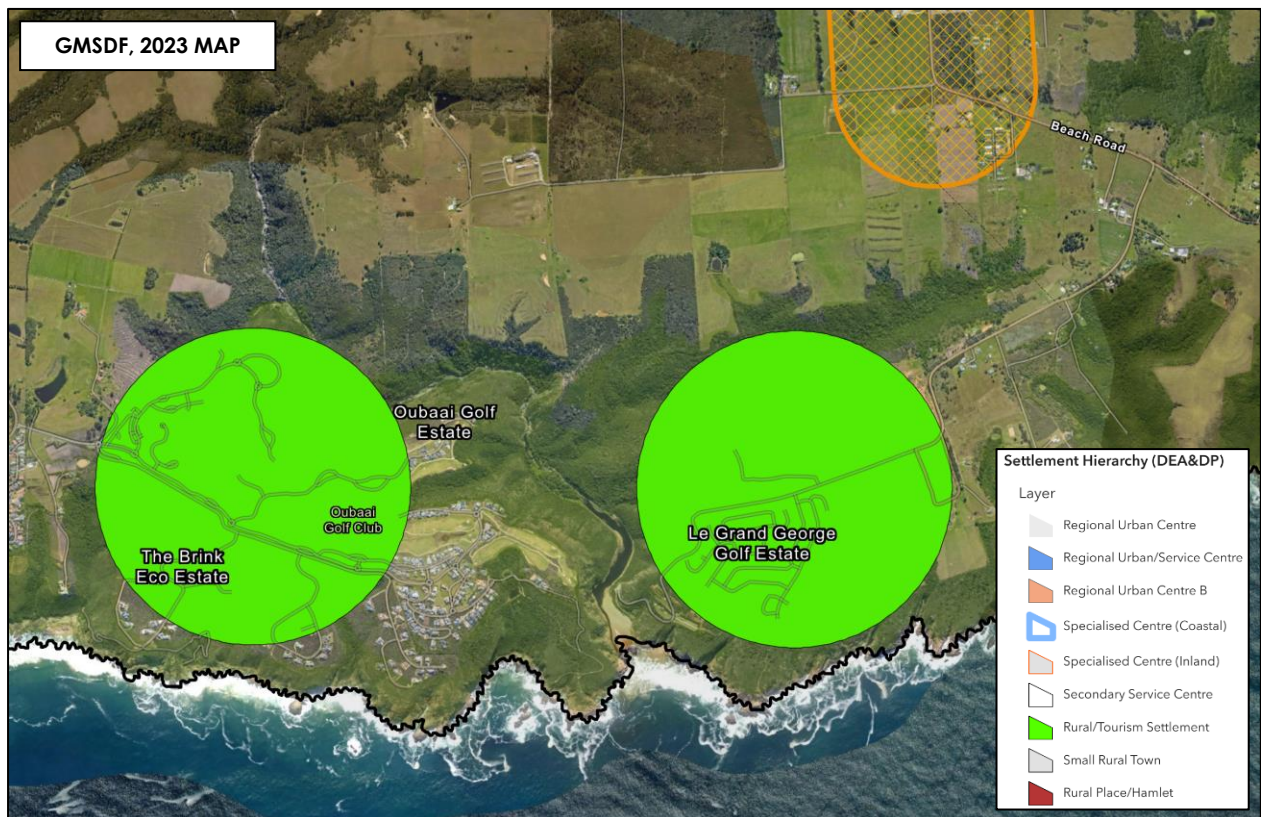 GMSDF, 2023 MAP
Beach Road
Oubaai Golf
Estate
Oubaai
Golf Club
The Brink
Eco Estate
Le Grand George
Golf Estate
Settlement Hierarchy (DEA&DP)
Layer
Regional Urban Centre
Regional Urban/Service Centre
Regional Urban Centre B
Specialised Centre (Coastal)
Specialised Centre (Inland)
Secondary Service Centre
Rural/Tourism Settlement
Small Rural Town
Rural Place/Hamlet